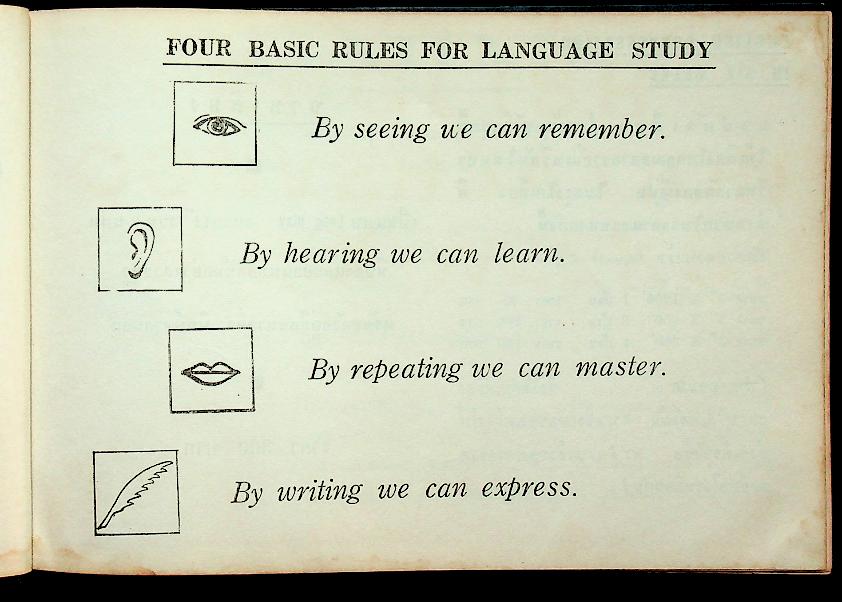 FOUR BASIC RULES FOR LANGUAGE STUDY
By seeing we can remember.
By hearing we can learn.
By repeating we can master.
By writing we can express.